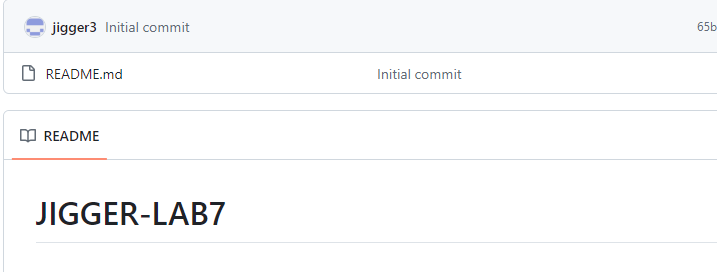 jigger3 Initial commit 65b
README.md Initial commit
README
JIGGER-LAB7